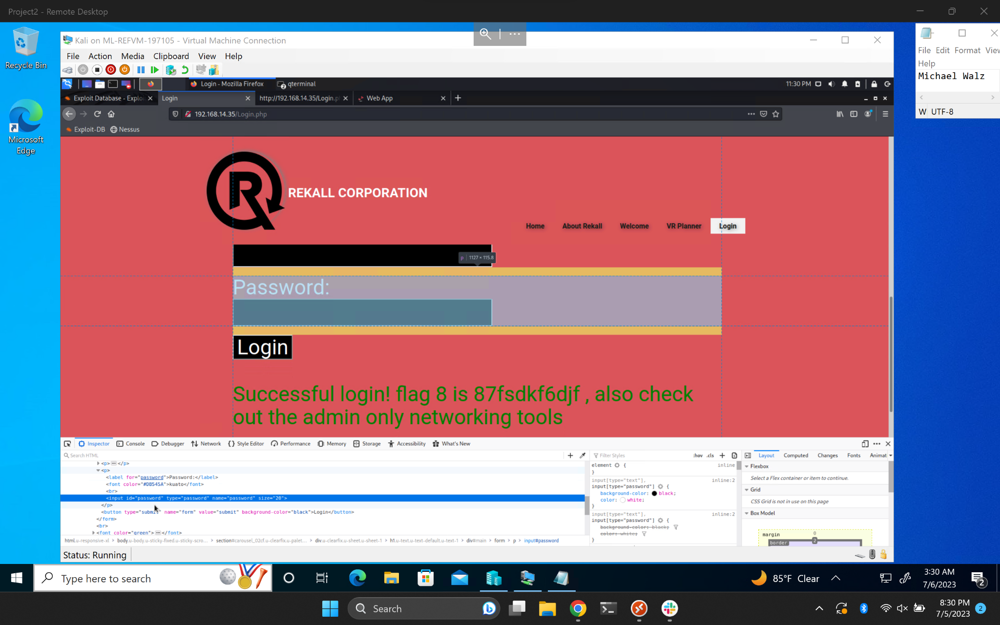 Project2 - Remote Desktop
Recycle Bin
Microsoft
Edge
Kali on ML-REFVM-197105 - Virtual Machine Connection
File Action Media Clipboard View Help
Login - Mozilla Firefox
2 qterminal
11:30 PM
Exploit Database - Exploi
Login
http://192.168.14.35/Login.p
Web App
192.168.14.35/Login.php
Exploit-DB
Nessus
REKALL CORPORATION
Home
About Rekall
Welcome
VR Planner
Login
p 1127 × 115.8
Password:
Login
Successful login! flag 8 is 87fsdkf6djf , also check
out the admin only networking tools
Inspector Console Debugger Network Style Editor Performance Memory Storage Accessibility What's New
Search HTML
<p>…</p>
<p>
<label for="password">Password:</label>
<font color="#DB545A">kuato</font>
<br>
<input id="password" type="password" name="password" size="20">
</p>
<button type="submit" name="form" value="submit" background-color="black">Login</button>
</form>
<br>
<font color="green">…</font>
html.u-responsive-xl > body.u-body.u-sticky-fixed.u-sticky-scro… > section#carousel_02cf.u-clearfix.u-palet… > div.u-clearfix.u-sheet.u-sheet-1 > h1.u-text.u-text-default.u-text-1 > div#main > form > p > input#password
Filter Styles
:hov .cls
element {
inline
}
input[type="text"],
inline:2
input[type="password"] {
background-color: black;
color: white;
}
input[type="text"],
inline:2
input[type="password"] {
background-color: black;
color: white;
}
Layout Computed Changes Fonts Animat
Flexbox
Select a Flex container or item to continue.
Grid
CSS Grid is not in use on this page
Box Model
margin
0
border
2
Status: Running
File Edit Format View
Help
Michael Walz
W UTF-8
Type here to search
85°F Clear
3:30 AM
7/6/2023
2
Search
8:30 PM
7/5/2023
2